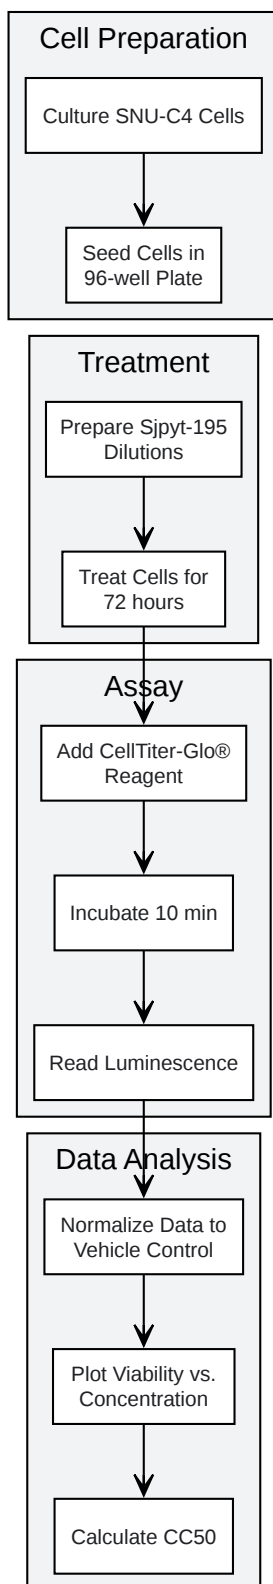 Cell Preparation
Culture SNU-C4 Cells
Seed Cells in
96-well Plate
Treatment
Prepare Sjpyt-195
Dilutions
Treat Cells for
72 hours
Assay
Add CellTiter-Glo®
Reagent
Incubate 10 min
Read Luminescence
Data Analysis
Normalize Data to
Vehicle Control
Plot Viability vs.
Concentration
Calculate CC50